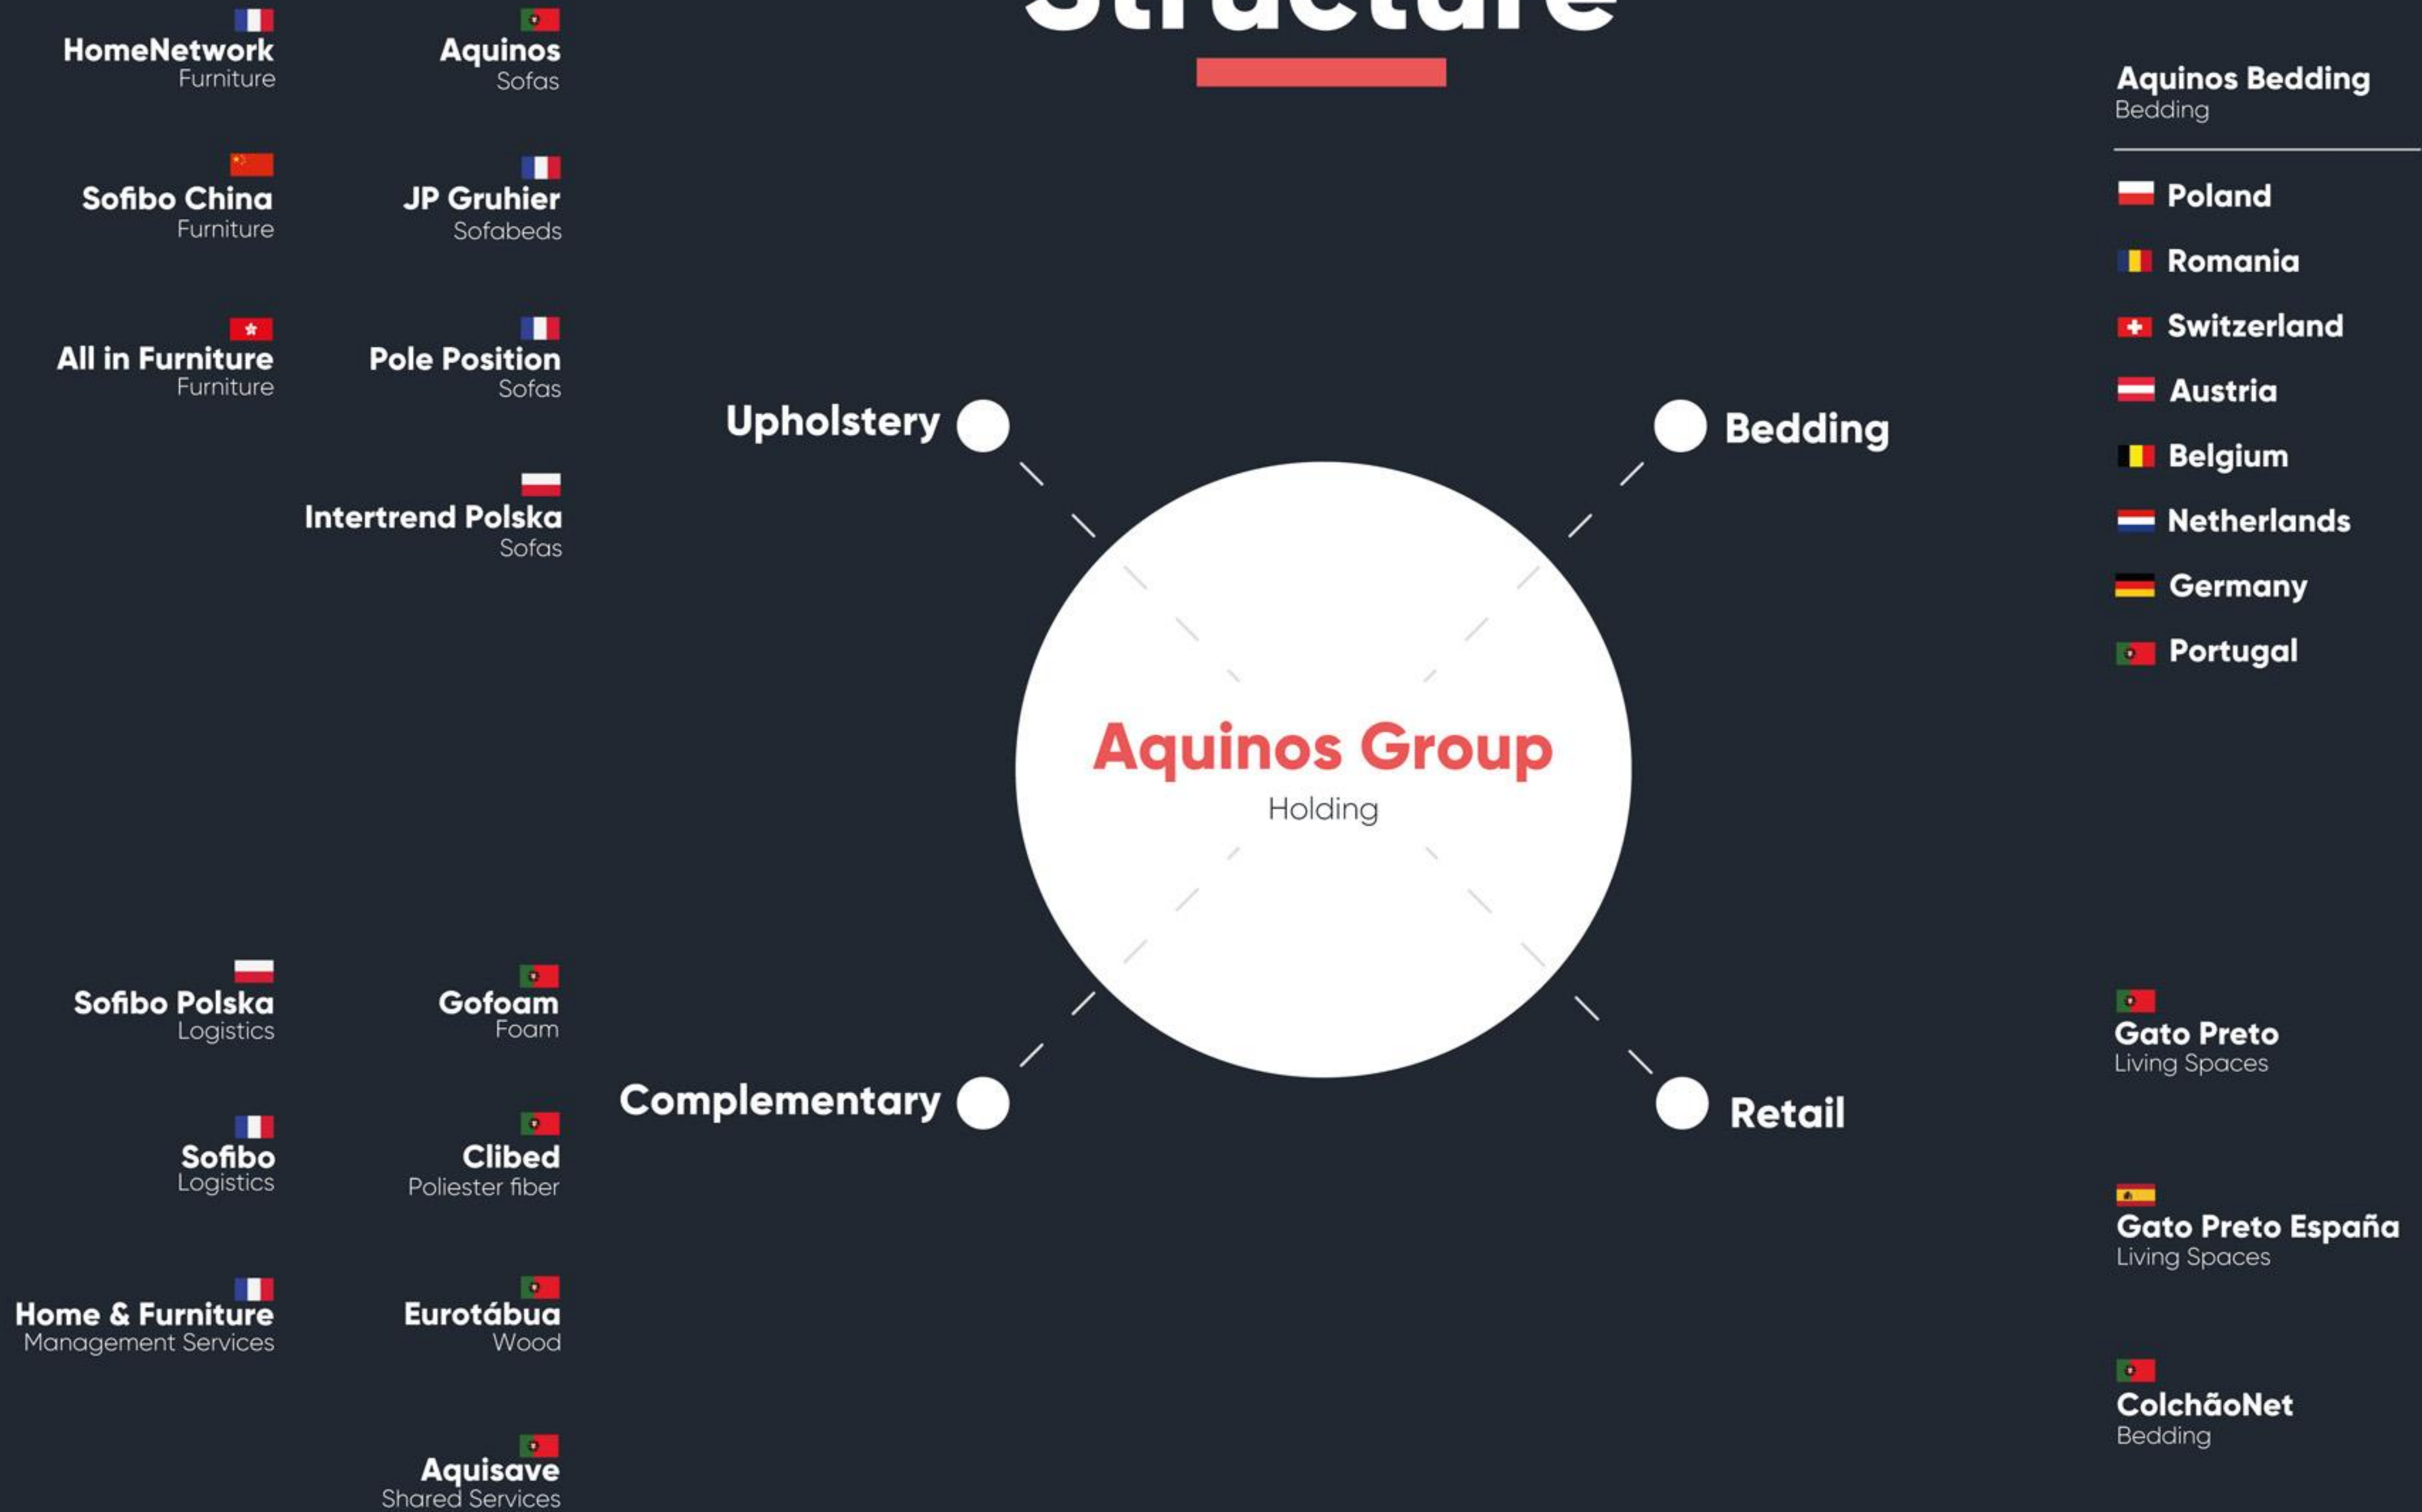 Structure
HomeNetwork
Furniture
Aquinos
Sofas
Sofibo China
Furniture
JP Gruhier
Sofabeds
All in Furniture
Furniture
Pole Position
Sofas
Intertrend Polska
Sofas
Upholstery
Bedding
Aquinos Bedding
Bedding
Poland
Romania
Switzerland
Austria
Belgium
Netherlands
Germany
Portugal
Aquinos Group
Holding
Sofibo Polska
Logistics
Gofoam
Foam
Sofibo
Logistics
Clibed
Poliester fiber
Home & Furniture
Management Services
Eurotábua
Wood
Aquisave
Shared Services
Complementary
Retail
Gato Preto
Living Spaces
Gato Preto España
Living Spaces
ColchãoNet
Bedding